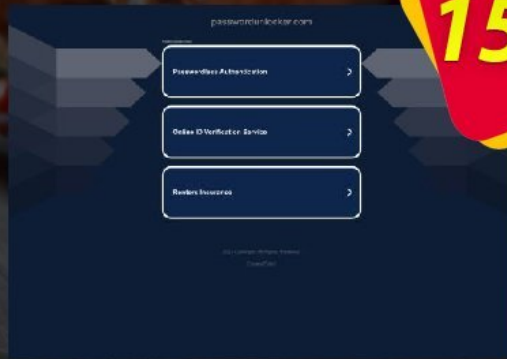 passwordunlocker.com
15
Passwordless Authentication
Online ID Verification Service
Renters Insurance